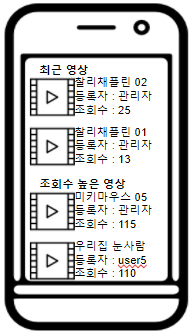 최근 영상
찰리채플린 02
등록자 : 관리자
조회수 : 25
찰리채플린 01
등록자 : 관리자
조회수 : 13
조회수 높은 영상
미키마우스 05
등록자 : 관리자
조회수 : 115
우리집 눈사람
등록자 : user5
조회수 : 110